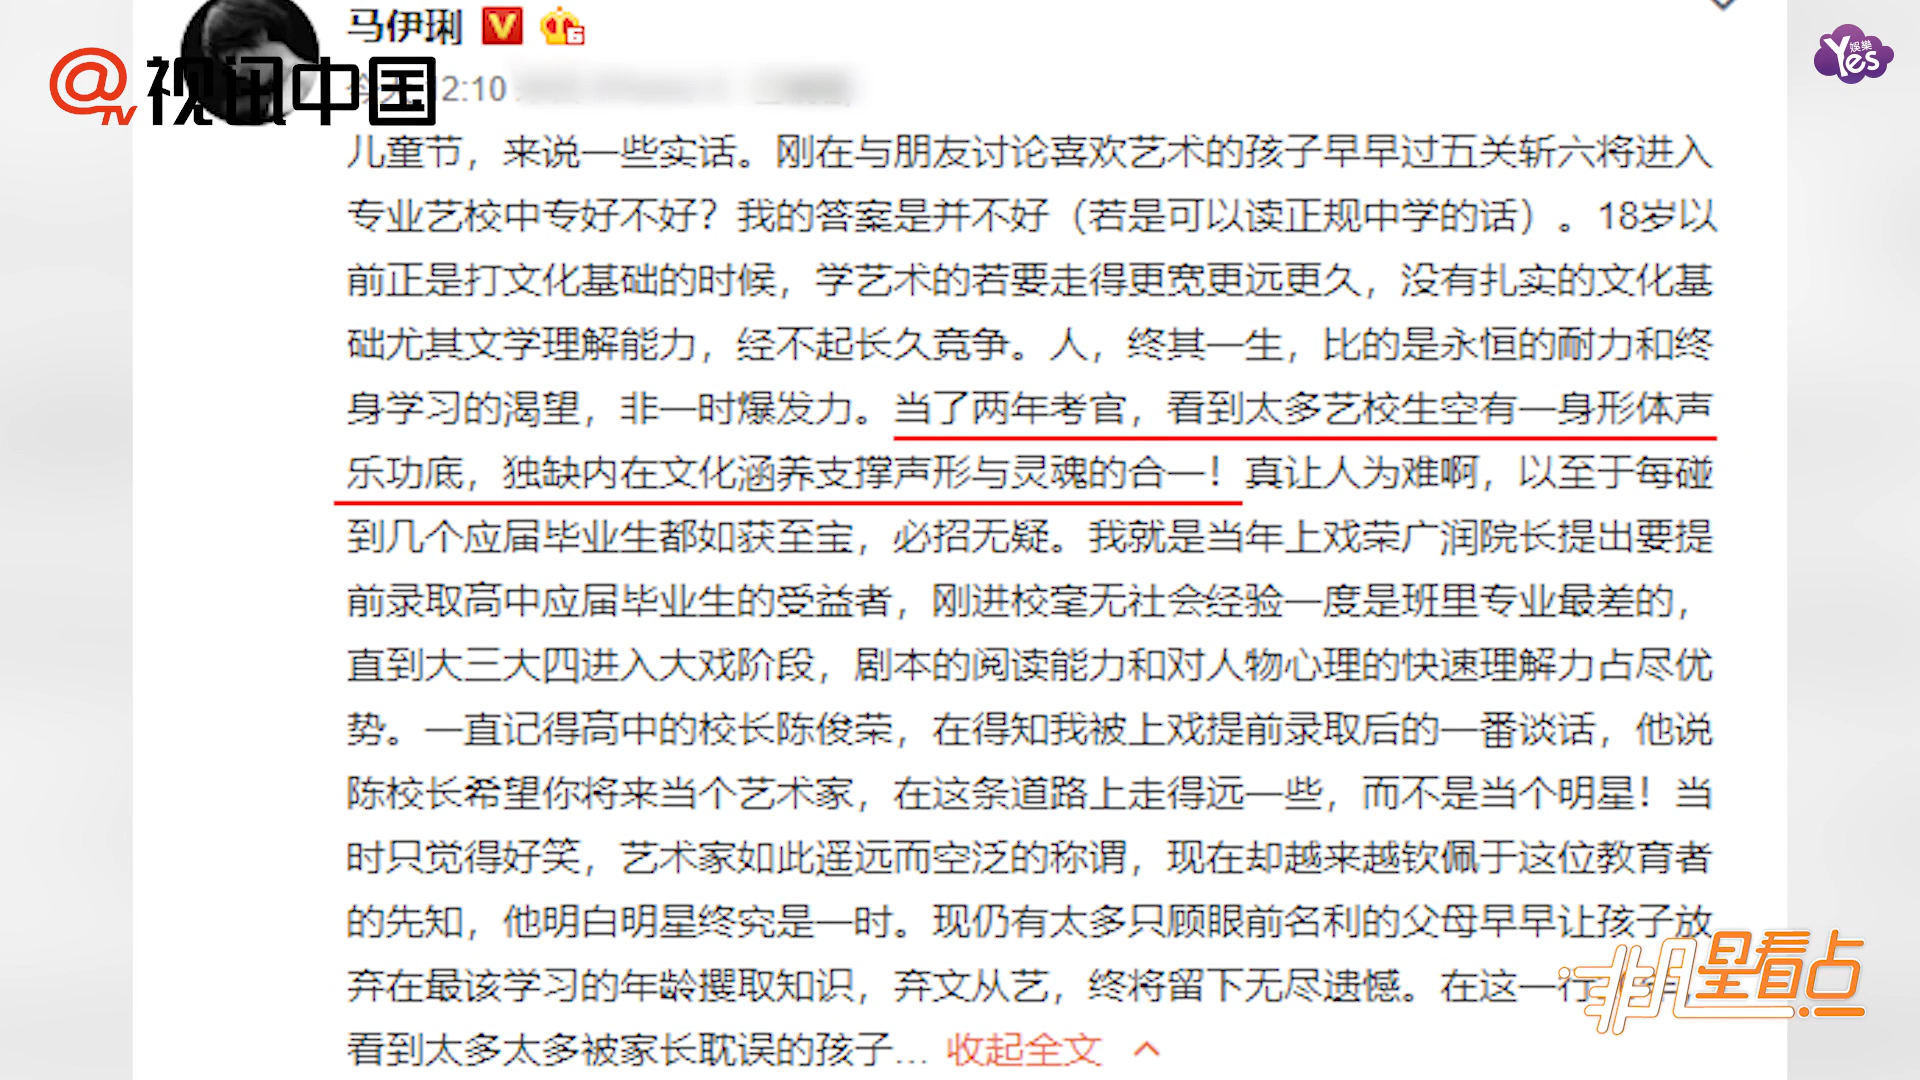 马伊琍
@TV 视讯中国
12:10
娱樂 Yes
儿童节，来说一些实话。刚在与朋友讨论喜欢艺术的孩子早早过五关斩六将进入
专业艺校中专好不好？我的答案是并不好（若是可以读正规中学的话）。18岁以
前正是打文化基础的时候，学艺术的若要走得更宽更远更久，没有扎实的文化基
础尤其文学理解能力，经不起长久竞争。人，终其一生，比的是永恒的耐力和终
身学习的渴望，非一时爆发力。当了两年考官，看到太多艺校生空有一身形体声
乐功底，独缺内在文化涵养支撑声形与灵魂的合一！真让人为难啊，以至于每碰
到几个应届毕业生都如获至宝，必招无疑。我就是当年上戏荣广润院长提出要提
前录取高中应届毕业生的受益者，刚进校毫无社会经验一度是班里专业最差的，
直到大三大四进入大戏阶段，剧本的阅读能力和对人物心理的快速理解力占尽优
势。一直记得高中的校长陈俊荣，在得知我被上戏提前录取后的一番谈话，他说
陈校长希望你将来当个艺术家，在这条道路上走得远一些，而不是当个明星！当
时只觉得好笑，艺术家如此遥远而空泛的称谓，现在却越来越钦佩于这位教育者
的先知，他明白明星终究是一时。现仍有太多只顾眼前名利的父母早早让孩子放
弃在最该学习的年龄撰取知识，弃文从艺，终将留下无尽遗憾。在这一行
看到太多太多被家长耽误的孩子... 收起全文
非凡星看点